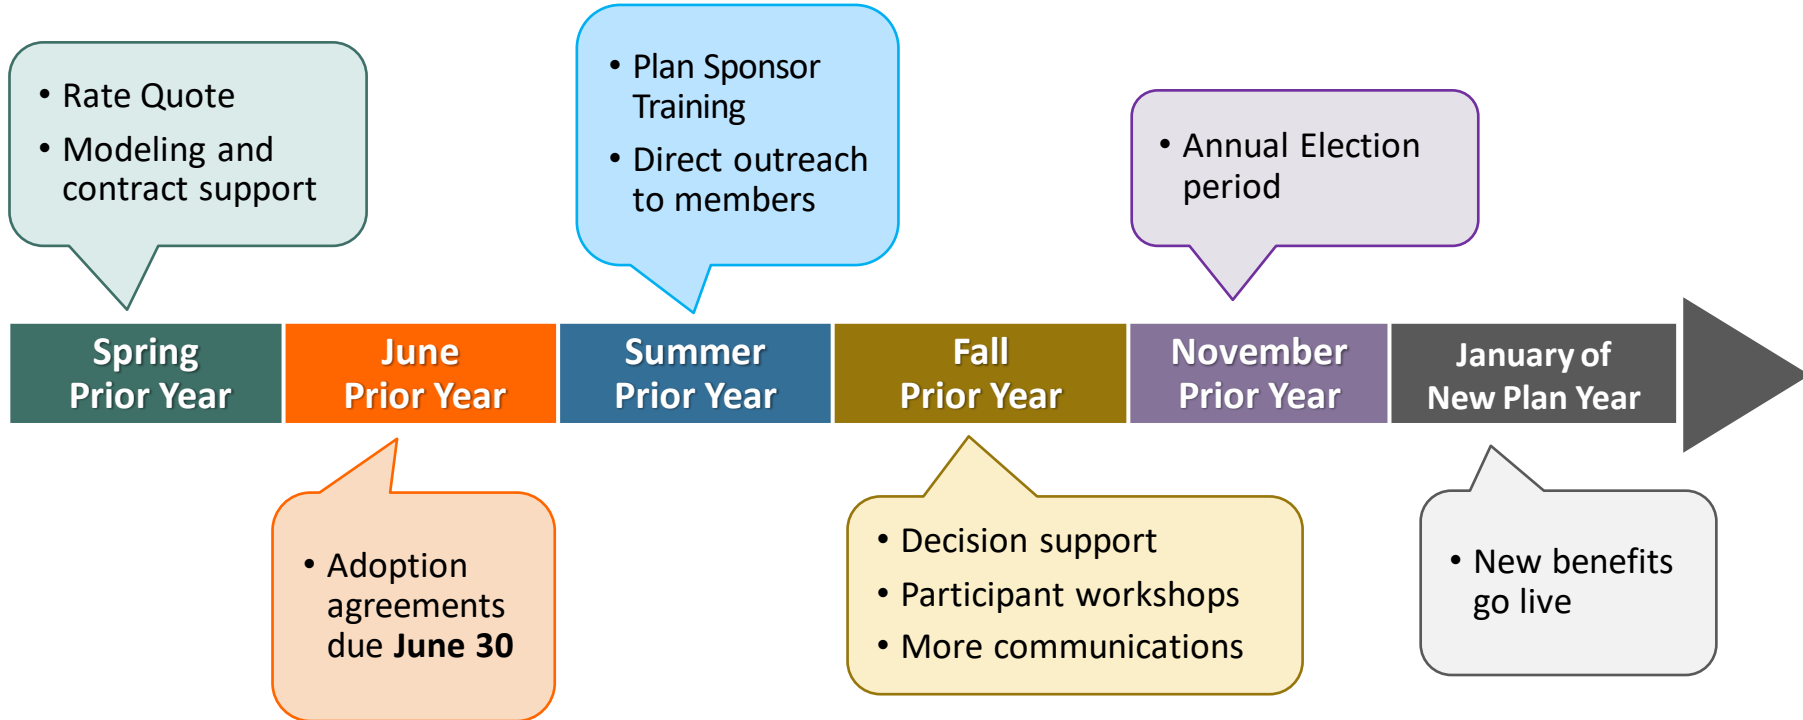 • Rate Quote
• Modeling and
contract support
• Plan Sponsor
Training
• Direct outreach
to members
• Annual Election
period
Spring
Prior Year
June
Prior Year
Summer
Prior Year
Fall
Prior Year
November
Prior Year
January of
New Plan Year
• Adoption
agreements
due June 30
• Decision support
• Participant workshops
• More communications
• New benefits
go live